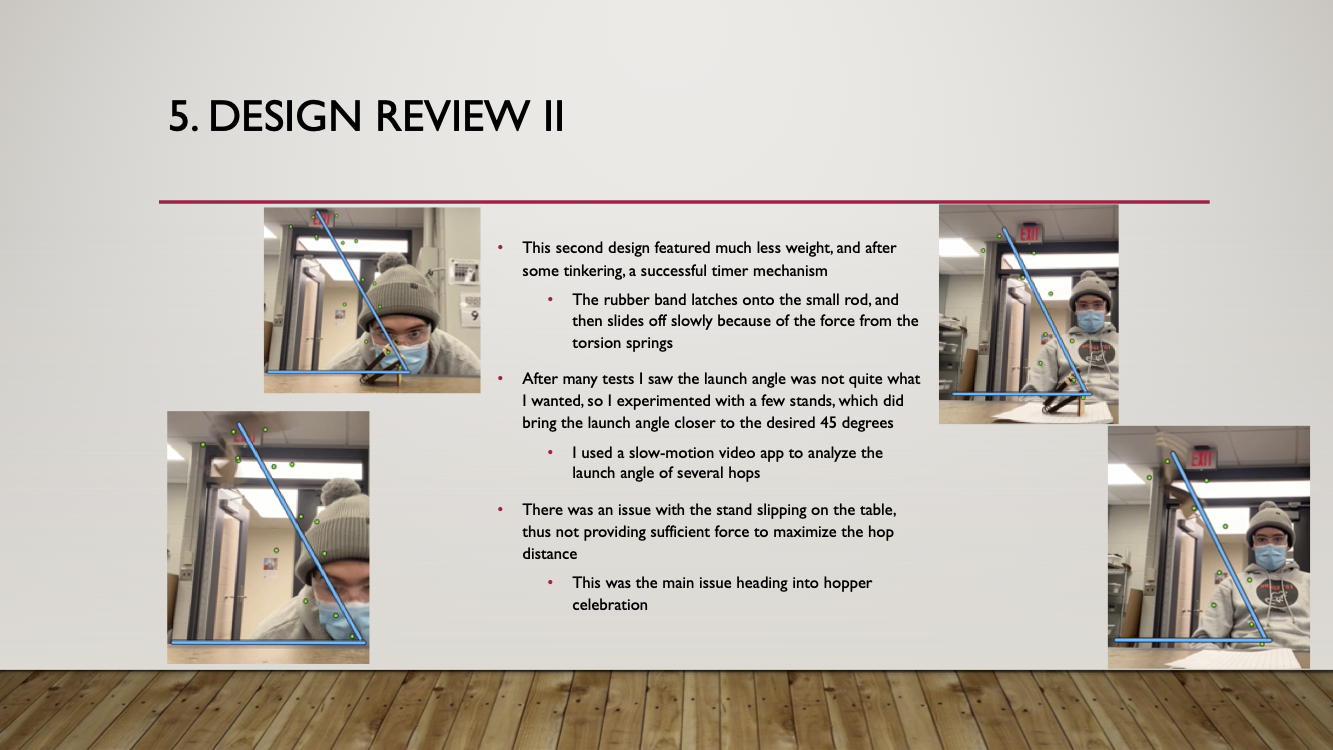 5. DESIGN REVIEW II
• This second design featured much less weight, and after
some tinkering, a successful timer mechanism
• The rubber band latches onto the small rod, and
then slides off slowly because of the force from the
torsion springs
• After many tests I saw the launch angle was not quite what
I wanted, so I experimented with a few stands, which did
bring the launch angle closer to the desired 45 degrees
• I used a slow-motion video app to analyze the
launch angle of several hops
• There was an issue with the stand slipping on the table,
thus not providing sufficient force to maximize the hop
distance
• This was the main issue heading into hopper
celebration
EXIT
EXIT
9